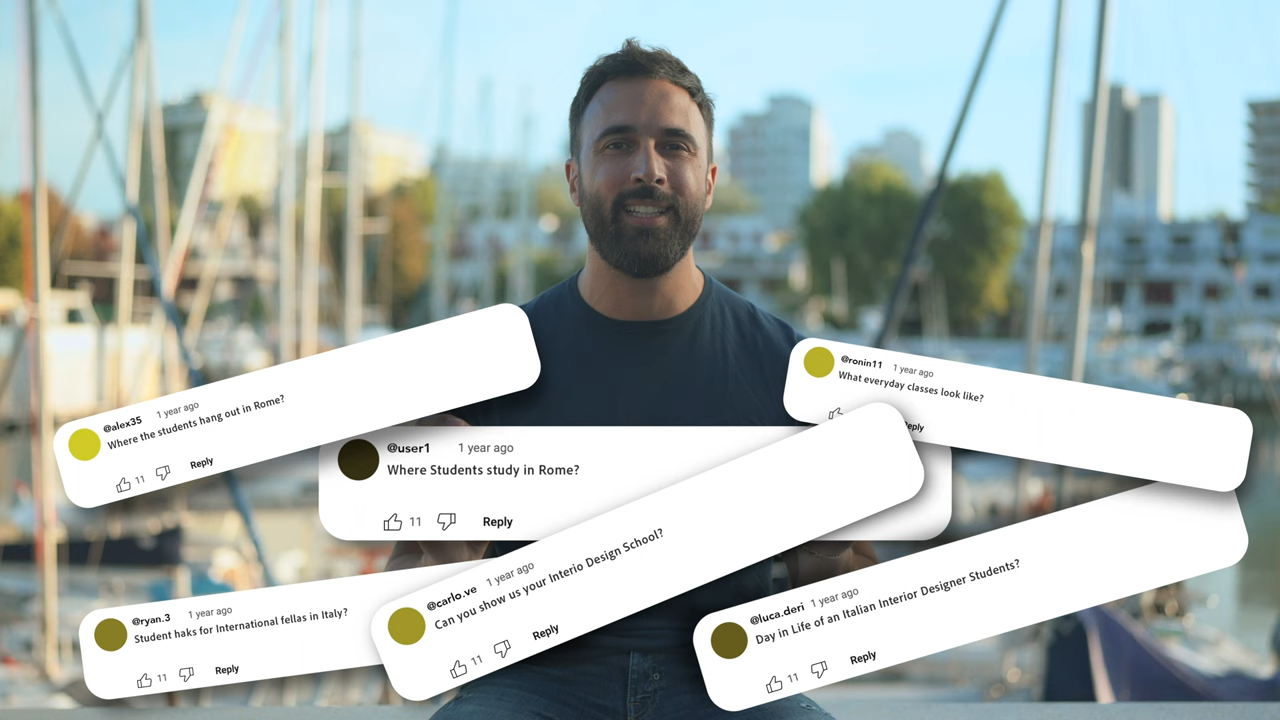 @ronin11 1 year ago
What everyday classes look like?
eply
@alex35 1 year ago
Where the students hang out in Rome?
11 Reply
@user1 1 year ago
Where Students study in Rome?
11 Reply
@carlo.ve 1 year ago
Can you show us your Interio Design School?
11 Reply
@luca.deri 1 year ago
Day in Life of an Italian Interior Designer Students?
11 Reply
@ryan.3 1 year ago
Student haks for International fellas in Italy?
11 Reply